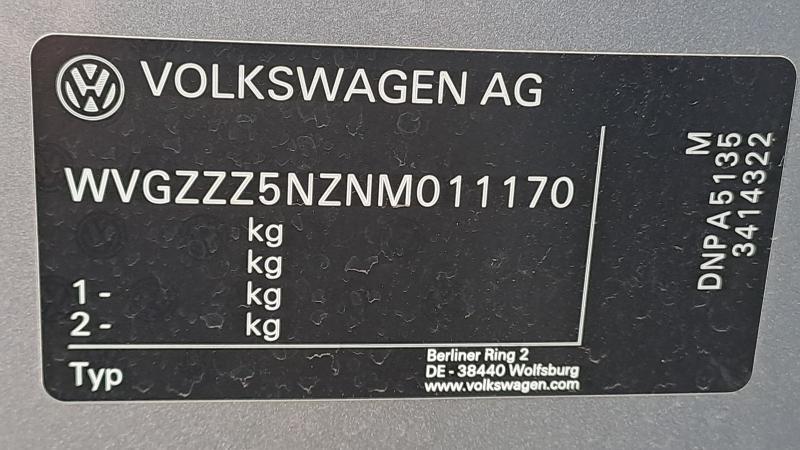 VOLKSWAGEN AG
WVGZZZ5NZNM011170
kg
kg
1 - kg
2 - kg
Typ
Berliner Ring 2
DE - 38440 Wolfsburg
www.volkswagen.com
DNPA5135 M
3414322